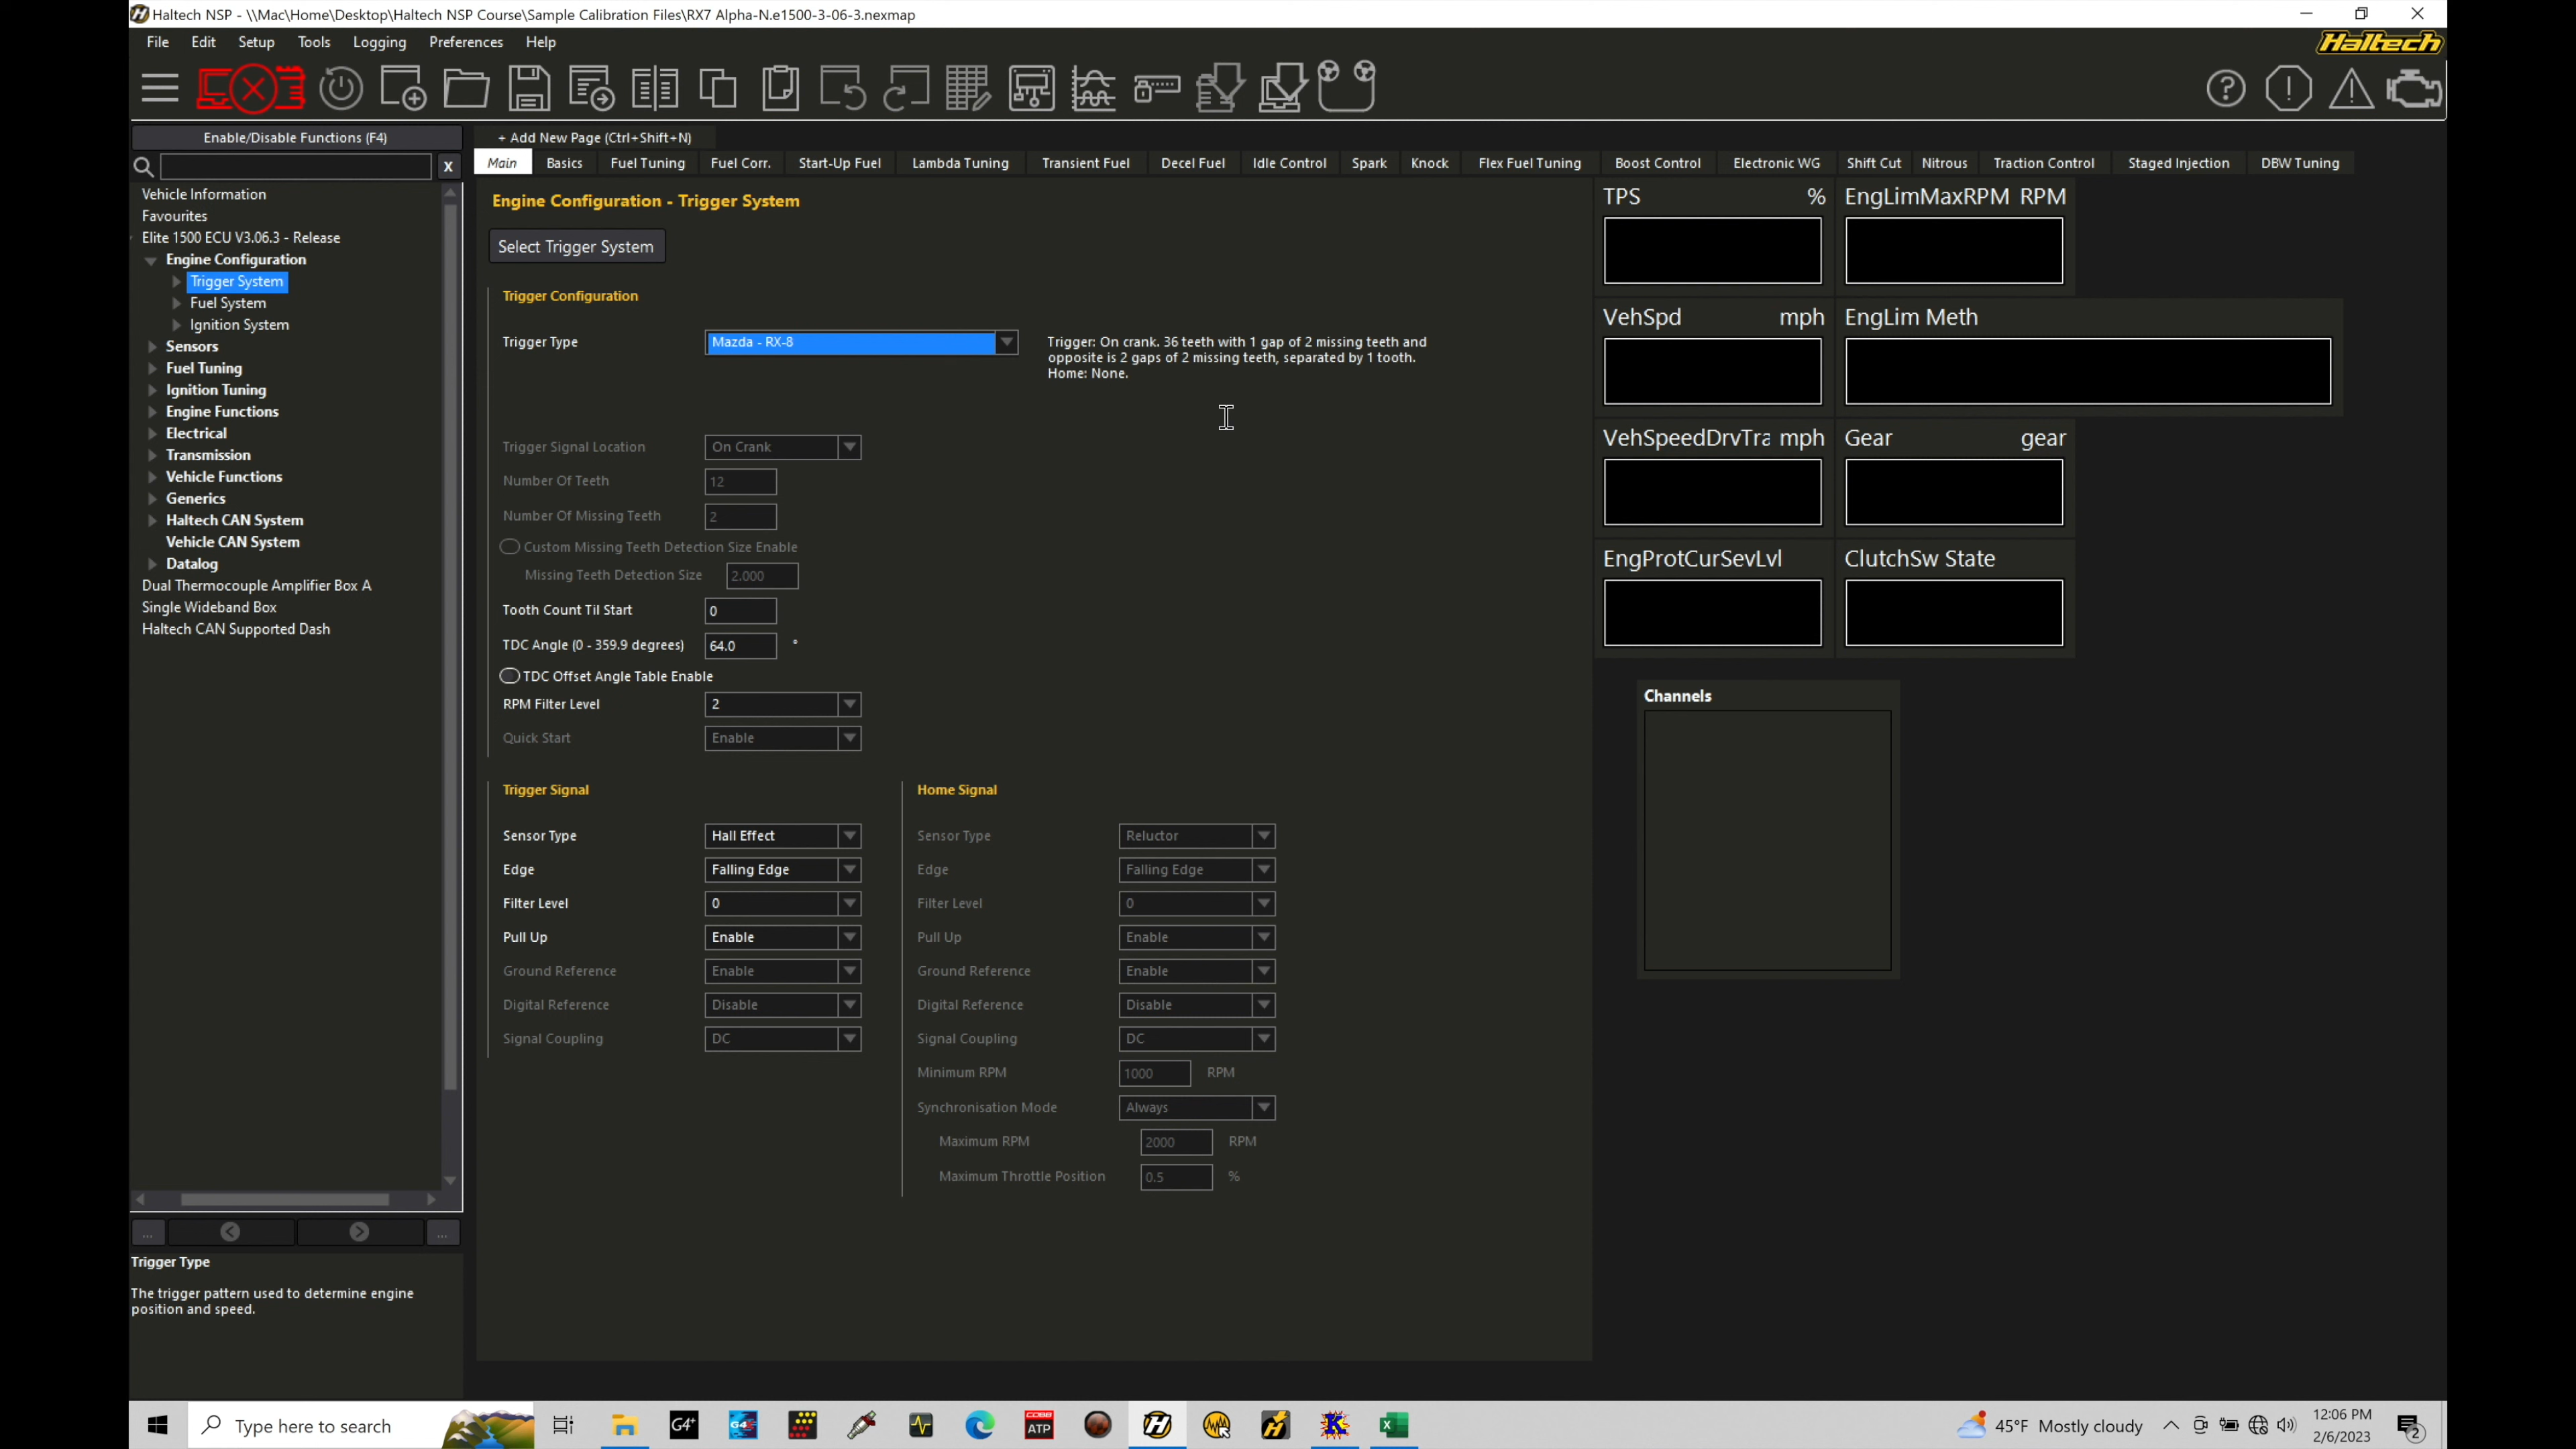 Haltech NSP - \\Mac\Home\Desktop\Haltech NSP Course\Sample Calibration Files\RX7 Alpha-N.e1500-3-06-3.nexmap
File Edit Setup Tools Logging Preferences Help
Haltech
Enable/Disable Functions (F4)
+ Add New Page (Ctrl+Shift+N)
x
Main Basics Fuel Tuning Fuel Corr. Start-Up Fuel Lambda Tuning Transient Fuel Decel Fuel Idle Control Spark Knock Flex Fuel Tuning Boost Control Electronic WG Shift Cut Nitrous Traction Control Staged Injection DBW Tuning
Vehicle Information
Favourites
Elite 1500 ECU V3.06.3 - Release
Engine Configuration
Trigger System
Fuel System
Ignition System
Sensors
Fuel Tuning
Ignition Tuning
Engine Functions
Electrical
Transmission
Vehicle Functions
Generics
Haltech CAN System
Vehicle CAN System
Datalog
Dual Thermocouple Amplifier Box A
Single Wideband Box
Haltech CAN Supported Dash
... ...
Trigger Type
The trigger pattern used to determine engine
position and speed.
Engine Configuration - Trigger System
Select Trigger System
Trigger Configuration
Trigger Type Mazda - RX-8
Trigger: On crank. 36 teeth with 1 gap of 2 missing teeth and
opposite is 2 gaps of 2 missing teeth, separated by 1 tooth.
Home: None.
Trigger Signal Location On Crank
Number Of Teeth 12
Number Of Missing Teeth 2
Custom Missing Teeth Detection Size Enable
Missing Teeth Detection Size 2.000
Tooth Count Til Start 0
TDC Angle (0 - 359.9 degrees) 64.0 °
TDC Offset Angle Table Enable
RPM Filter Level 2
Quick Start Enable
Trigger Signal
Sensor Type Hall Effect
Edge Falling Edge
Filter Level 0
Pull Up Enable
Ground Reference Enable
Digital Reference Disable
Signal Coupling DC
Home Signal
Sensor Type Reluctor
Edge Falling Edge
Filter Level 0
Pull Up Enable
Ground Reference Enable
Digital Reference Disable
Signal Coupling DC
Minimum RPM 1000 RPM
Synchronisation Mode Always
Maximum RPM 2000 RPM
Maximum Throttle Position 0.5 %
TPS % EngLimMaxRPM RPM
VehSpd mph EngLim Meth
VehSpeedDrvTra mph Gear gear
EngProtCurSevLvl ClutchSw State
Channels
Type here to search
G4+
G4+
COBB
ATP
45°F Mostly cloudy
12:06 PM
2/6/2023
2